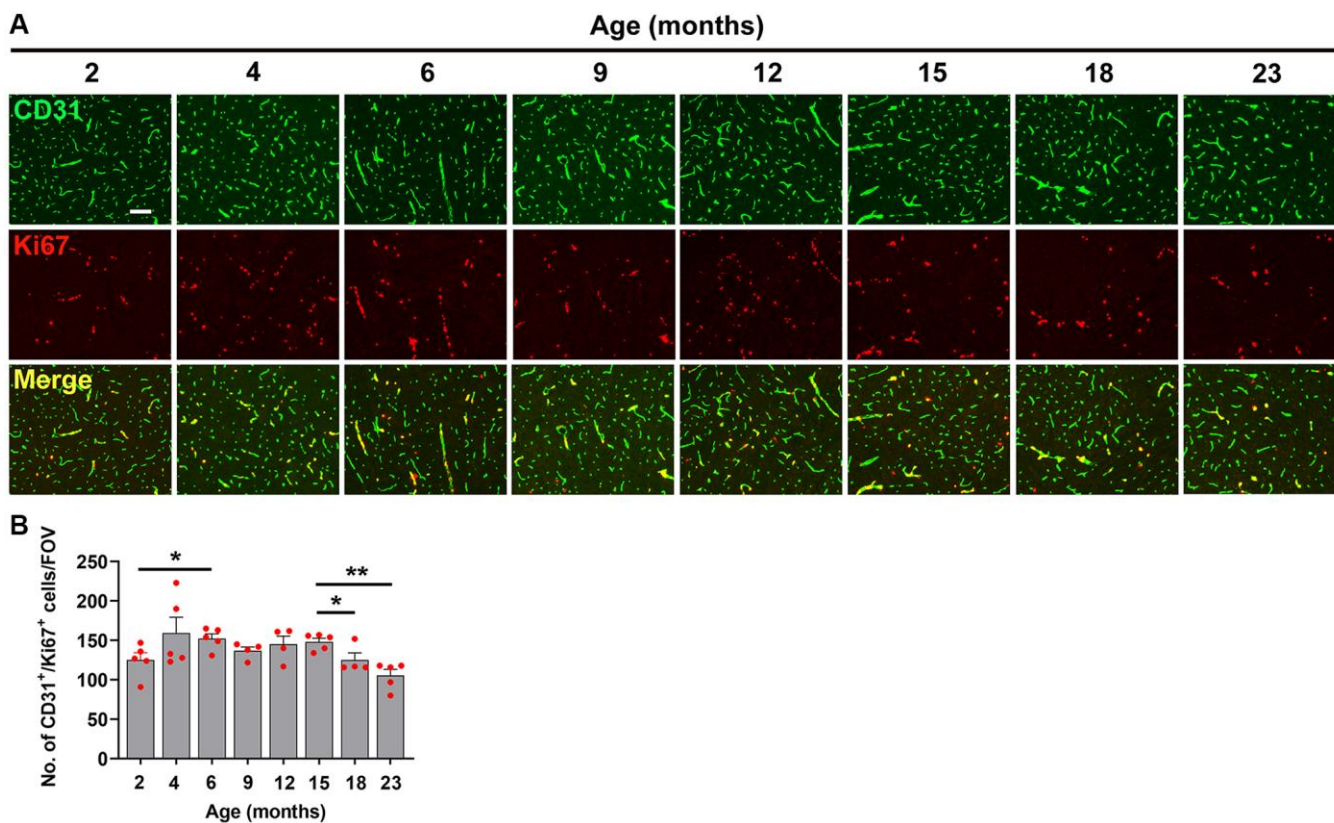 A
Age (months)
2 4 6 9 12 15 18 23
CD31
Ki67
Merge
B
No. of CD31⁺/Ki67⁺ cells/FOV
250
200
150
100
50
0
* * **
2 4 6 9 12 15 18 23
Age (months)